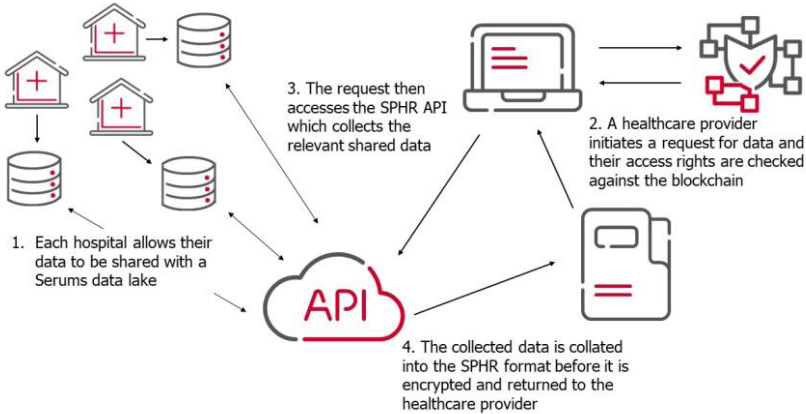 1. Each hospital allows their
data to be shared with a
Serums data lake
2. A healthcare provider
initiates a request for data and
their access rights are checked
against the blockchain
3. The request then
accesses the SPHR API
which collects the
relevant shared data
API
4. The collected data is collated
into the SPHR format before it is
encrypted and returned to the
healthcare provider